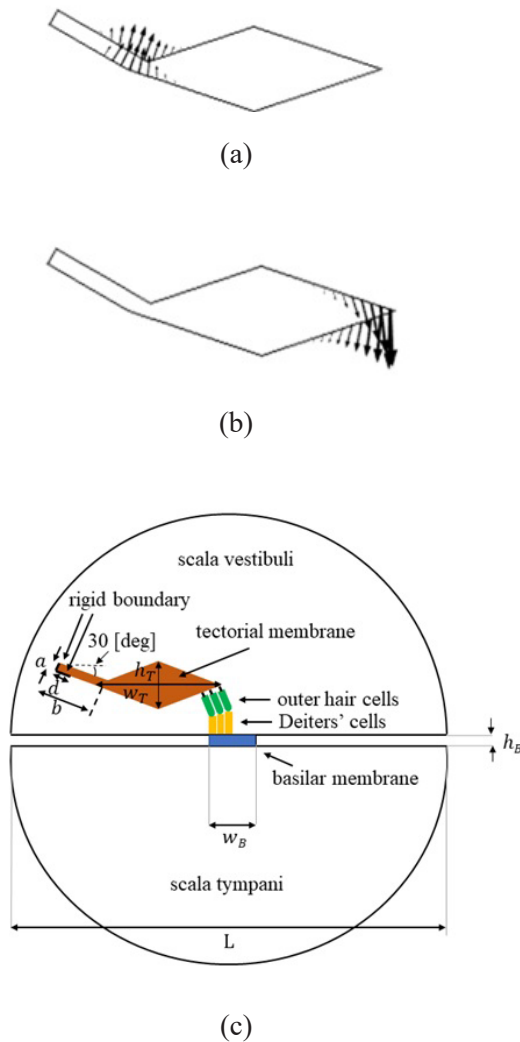 (a)
(b)
scala vestibuli
rigid boundary
30 [deg]
tectorial membrane
a
h_T
w_T
d
b
outer hair cells
Deiters' cells
h_B
basilar membrane
w_B
scala tympani
L
(c)